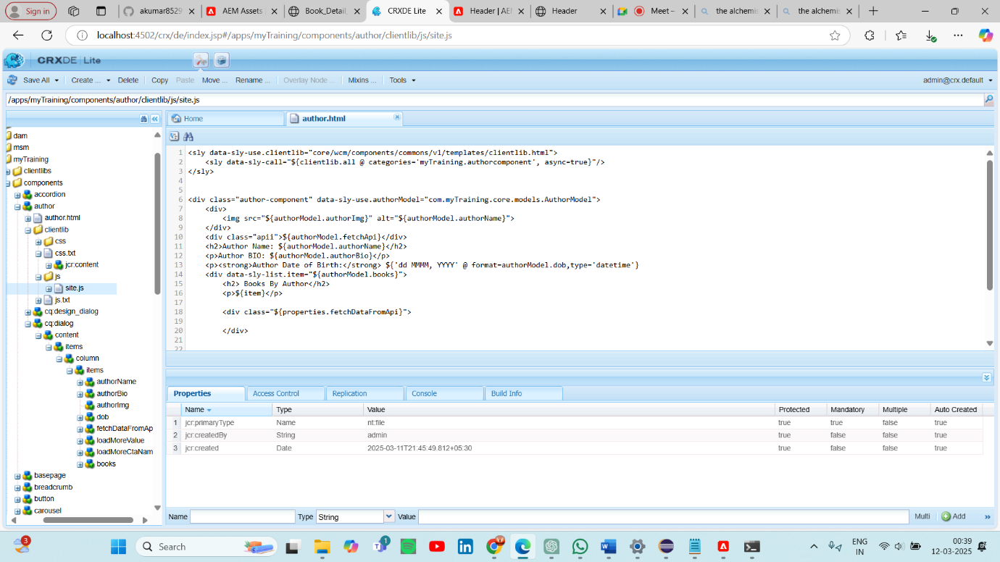 Sign in
akumar8529
AEM Assets
Book_Detail_
CRXDE Lite
Header | AEM
Header
Meet –
the alchemis
the alchemis
localhost:4502/crx/de/index.jsp#/apps/myTraining/components/author/clientlib/js/site.js
CRXDE | Lite
Save All Create ... Delete Copy Paste Move ... Rename ... Overlay Node ... Mixins ... Tools admin@crx.default
/apps/myTraining/components/author/clientlib/js/site.js
Home
author.html
dam
msm
myTraining
clientlibs
components
accordion
author
author.html
clientlib
css
css.txt
jcr:content
js
site.js
js.txt
cq:design_dialog
cq:dialog
content
items
column
items
authorName
authorBio
authorImg
dob
fetchDataFromAp
loadMoreValue
loadMoreCtaNam
books
basepage
breadcrumb
button
carousel
1 <sly data-sly-use.clientlib="core/wcm/components/commons/v1/templates/clientlib.html">
2 <sly data-sly-call="${clientlib.all @ categories='myTraining.authorcomponent', async=true}"/>
3 </sly>
4
5
6 <div class="author-component" data-sly-use.authorModel="com.myTraining.core.models.AuthorModel">
7 <div>
8 <img src="${authorModel.authorImg}" alt="${authorModel.authorName}">
9 </div>
10 <div class="apii">${authorModel.fetchApi}</div>
11 <h2>Author Name: ${authorModel.authorName}</h2>
12 <p>Author BIO: ${authorModel.authorBio}</p>
13 <p><strong>Author Date of Birth:</strong> ${'dd MMMM, YYYY' @ format=authorModel.dob,type='datetime'}
14 <div data-sly-list.item="${authorModel.books}">
15 <h2> Books By Author</h2>
16 <p>${item}</p>
17
18 <div class="${properties.fetchDataFromApi}">
19
20 </div>
21
22
Properties Access Control Replication Console Build Info
Name Type Value Protected Mandatory Multiple Auto Created
1 jcr:primaryType Name nt:file true true false true
2 jcr:createdBy String admin true false false true
3 jcr:created Date 2025-03-11T21:45:49.812+05:30 true false false true
Name Type String Value Multi Add
3
Search
1
ENG
IN
00:39
12-03-2025